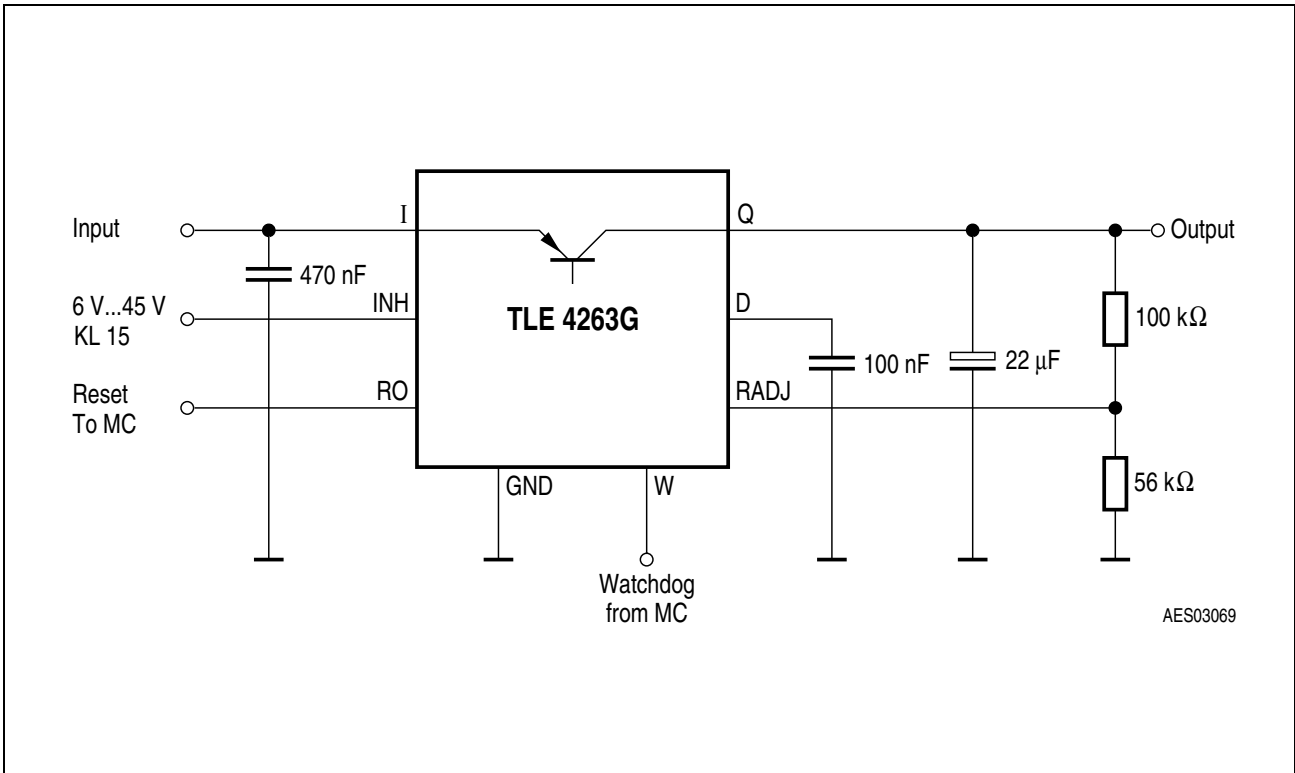 Input
I
Q
Output
470 nF
6 V...45 V
KL 15
INH
TLE 4263G
D
100 kΩ
100 nF
22 µF
Reset
To MC
RO
RADJ
GND
W
56 kΩ
Watchdog
from MC
AES03069